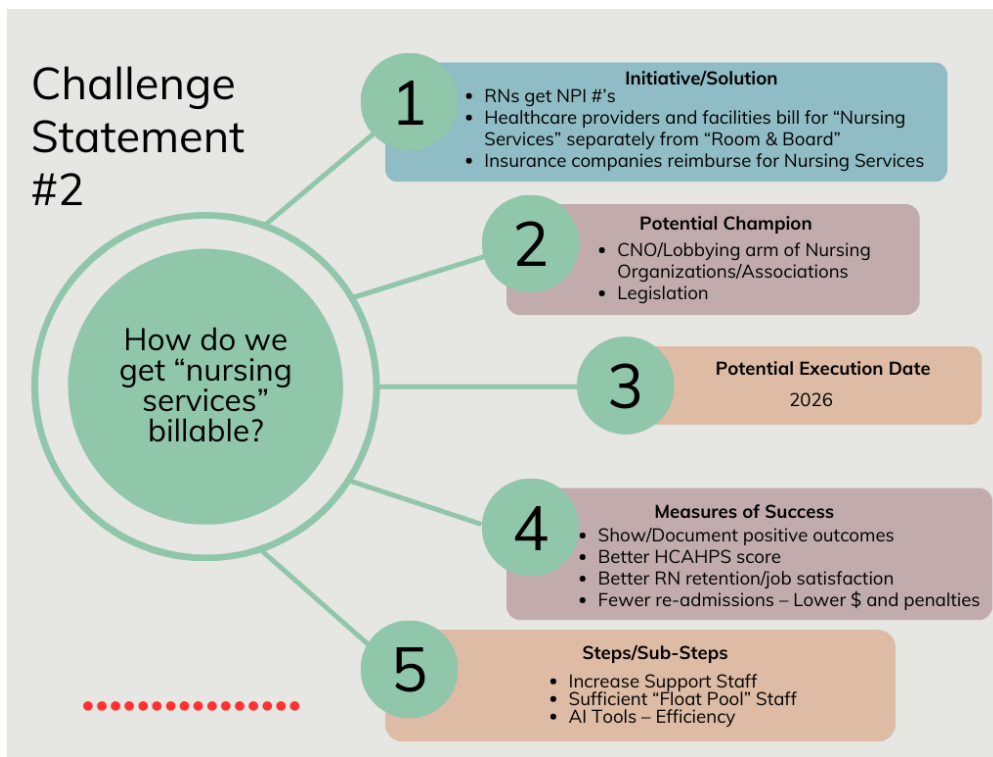 Challenge
Statement
#2
How do we
get “nursing
services”
billable?
1
Initiative/Solution
• RNs get NPI #’s
• Healthcare providers and facilities bill for “Nursing
Services” separately from “Room & Board”
• Insurance companies reimburse for Nursing Services
2
Potential Champion
• CNO/Lobbying arm of Nursing
Organizations/Associations
• Legislation
3
Potential Execution Date
2026
4
Measures of Success
• Show/Document positive outcomes
• Better HCAHPS score
• Better RN retention/job satisfaction
• Fewer re-admissions – Lower $ and penalties
5
Steps/Sub-Steps
• Increase Support Staff
• Sufficient “Float Pool” Staff
• AI Tools – Efficiency